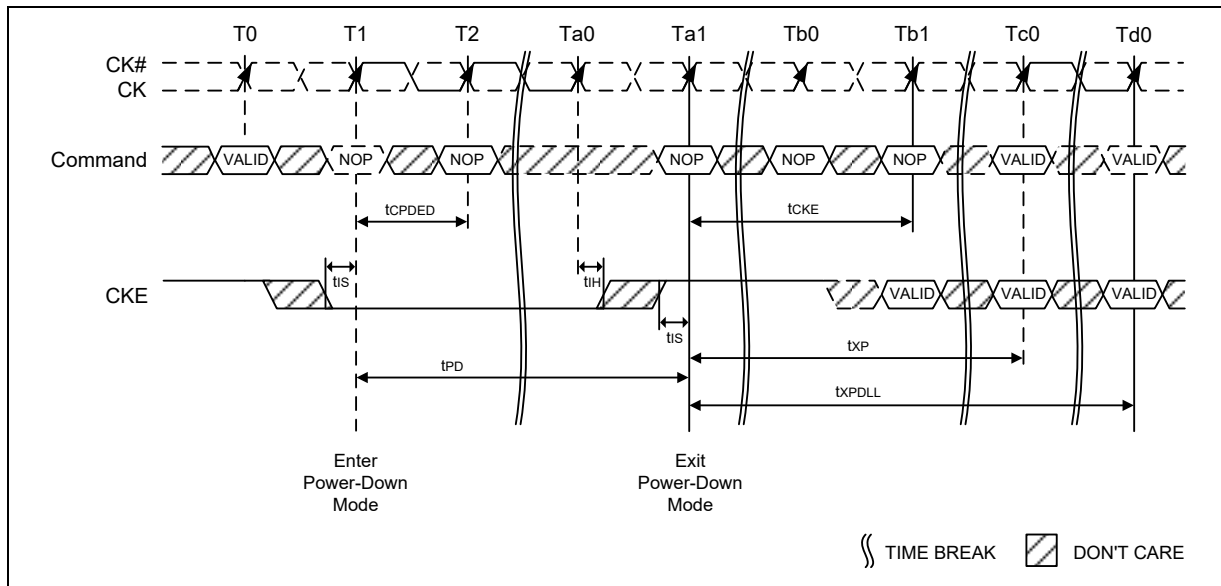 T0 T1 T2 Ta0 Ta1 Tb0 Tb1 Tc0 Td0
CK#
CK
Command VALID NOP NOP NOP NOP NOP VALID VALID
tCPDED tCKE
tIS tIH
CKE VALID VALID VALID
tIS
tXP
tPD
tXPDLL
Enter
Power-Down
Mode
Exit
Power-Down
Mode
TIME BREAK DON'T CARE